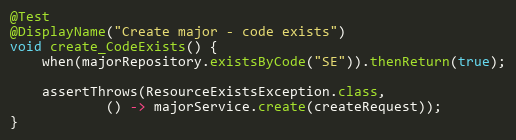 @Test
@DisplayName("Create major - code exists")
void create_CodeExists() {
    when(majorRepository.existsByCode("SE")).thenReturn(true);

    assertThrows(ResourceExistsException.class,
            () -> majorService.create(createRequest));
}